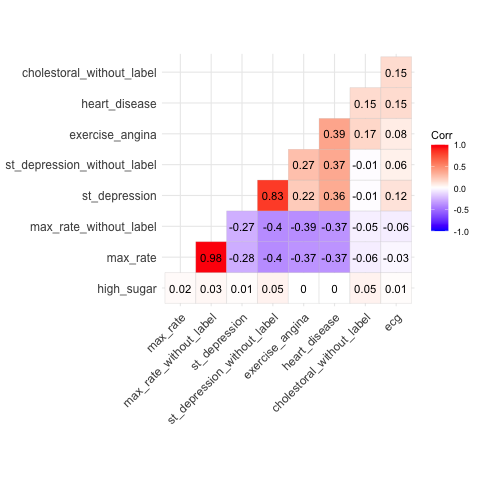 cholestoral_without_label 0.15
heart_disease 0.15 0.15
exercise_angina 0.39 0.17 0.08
st_depression_without_label 0.27 0.37 -0.01 0.06
st_depression 0.83 0.22 0.36 -0.01 0.12
max_rate_without_label -0.27 -0.4 -0.39 -0.37 -0.05 -0.06
max_rate 0.98 -0.28 -0.4 -0.37 -0.37 -0.06 -0.03
high_sugar 0.02 0.03 0.01 0.05 0 0 0.05 0.01
max_rate
max_rate_without_label
st_depression
st_depression_without_label
exercise_angina
heart_disease
cholestoral_without_label
ecg
Corr
1.0
0.5
0.0
-0.5
-1.0